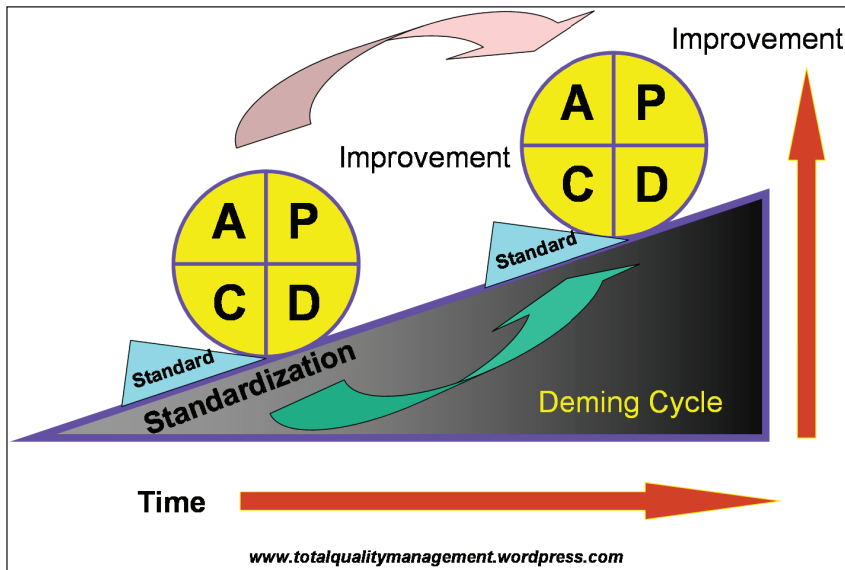 Improvement
A P
C D
Improvement
Standard
A P
C D
Standard
Standardization
Deming Cycle
Time
www.totalqualitymanagement.wordpress.com